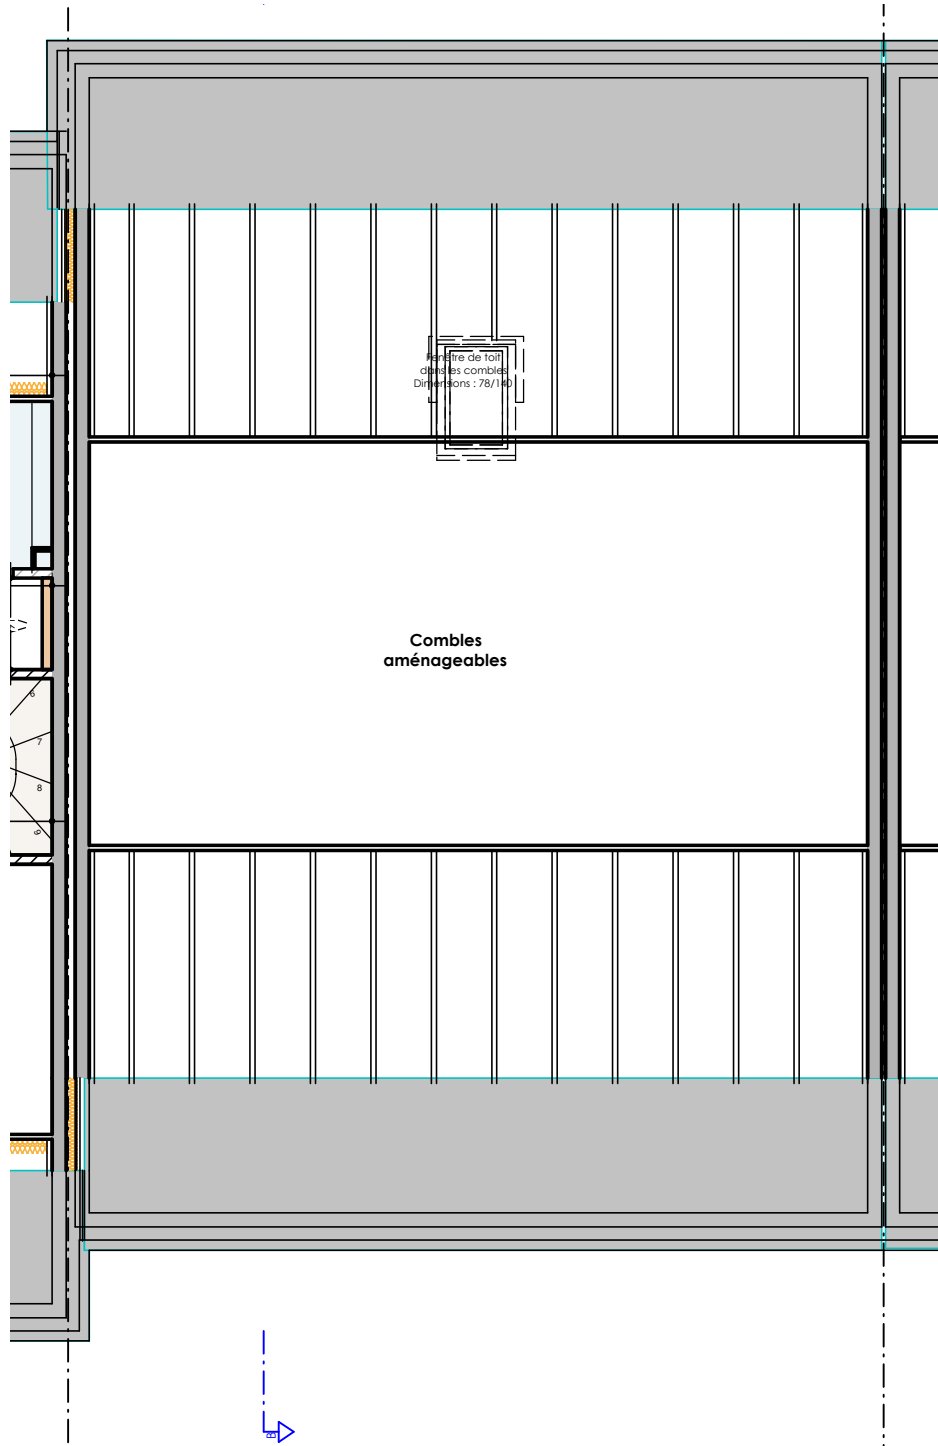 Fenêtre de toit
dans les combles
Dimensions : 78/140
Combles
aménageables
6
7
8
9
B